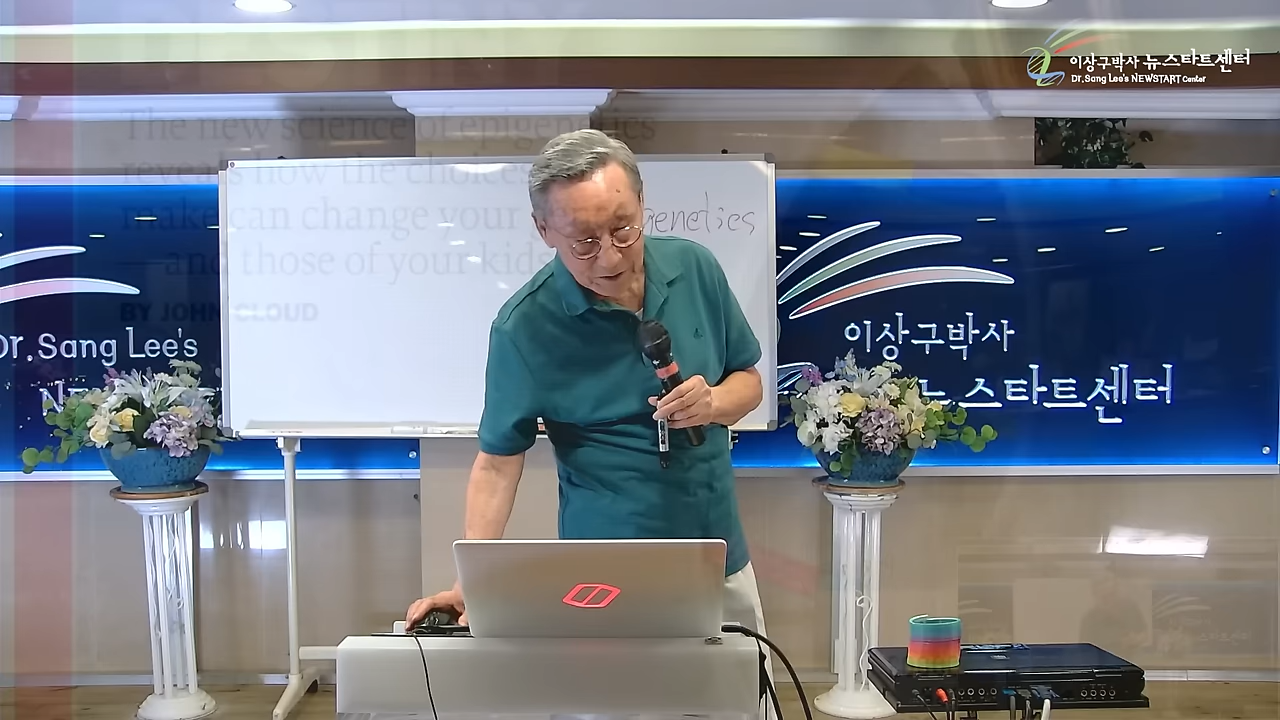 이상구박사 뉴스타트센터
Dr.Sang Lee's NEWSTART Center
The new science of epigenetics
reveals how the choices
make can change your
and those of your kids
BY JOHN CLOUD
genetics
Dr.Sang Lee's
이상구박사
뉴스타트센터